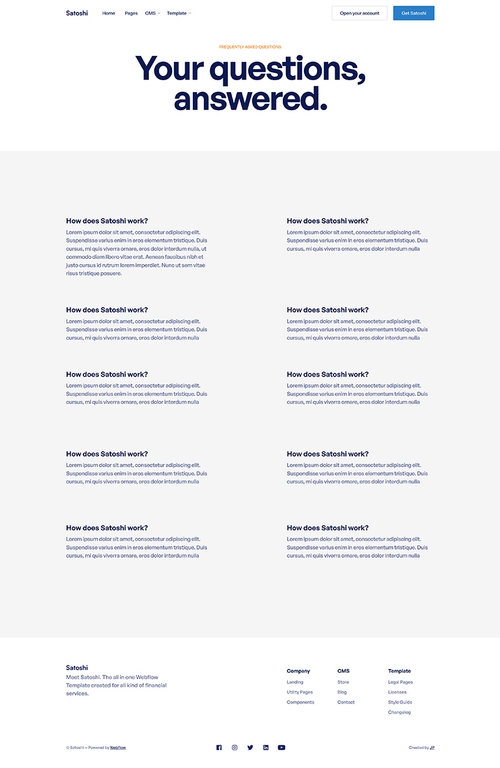 Satoshi
Home Pages CMS Template
Open your account Get Satoshi
FREQUENTLY ASKED QUESTIONS
Your questions,
answered.
How does Satoshi work?
Lorem ipsum dolor sit amet, consectetur adipiscing elit.
Suspendisse varius enim in eros elementum tristique. Duis
cursus, mi quis viverra ornare, eros dolor interdum nulla, ut
commodo diam libero vitae erat. Aenean faucibus nibh et
justo cursus id rutrum lorem imperdiet. Nunc ut sem vitae
risus tristique posuere.
How does Satoshi work?
Lorem ipsum dolor sit amet, consectetur adipiscing elit.
Suspendisse varius enim in eros elementum tristique. Duis
cursus, mi quis viverra ornare, eros dolor interdum nulla
How does Satoshi work?
Lorem ipsum dolor sit amet, consectetur adipiscing elit.
Suspendisse varius enim in eros elementum tristique. Duis
cursus, mi quis viverra ornare, eros dolor interdum nulla
How does Satoshi work?
Lorem ipsum dolor sit amet, consectetur adipiscing elit.
Suspendisse varius enim in eros elementum tristique. Duis
cursus, mi quis viverra ornare, eros dolor interdum nulla
How does Satoshi work?
Lorem ipsum dolor sit amet, consectetur adipiscing elit.
Suspendisse varius enim in eros elementum tristique. Duis
cursus, mi quis viverra ornare, eros dolor interdum nulla
How does Satoshi work?
Lorem ipsum dolor sit amet, consectetur adipiscing elit.
Suspendisse varius enim in eros elementum tristique. Duis
cursus, mi quis viverra ornare, eros dolor interdum nulla
How does Satoshi work?
Lorem ipsum dolor sit amet, consectetur adipiscing elit.
Suspendisse varius enim in eros elementum tristique. Duis
cursus, mi quis viverra ornare, eros dolor interdum nulla
How does Satoshi work?
Lorem ipsum dolor sit amet, consectetur adipiscing elit.
Suspendisse varius enim in eros elementum tristique. Duis
cursus, mi quis viverra ornare, eros dolor interdum nulla
How does Satoshi work?
Lorem ipsum dolor sit amet, consectetur adipiscing elit.
Suspendisse varius enim in eros elementum tristique. Duis
cursus, mi quis viverra ornare, eros dolor interdum nulla
How does Satoshi work?
Lorem ipsum dolor sit amet, consectetur adipiscing elit.
Suspendisse varius enim in eros elementum tristique. Duis
cursus, mi quis viverra ornare, eros dolor interdum nulla
Satoshi
Meet Satoshi. The all in one Webflow
Template created for all kind of financial
services.
Company
Landing
Utility Pages
Components
CMS
Store
Blog
Contact
Template
Legal Pages
Licenses
Style Guide
Changelog
© Satoshi — Powered by Webflow
Created by JP